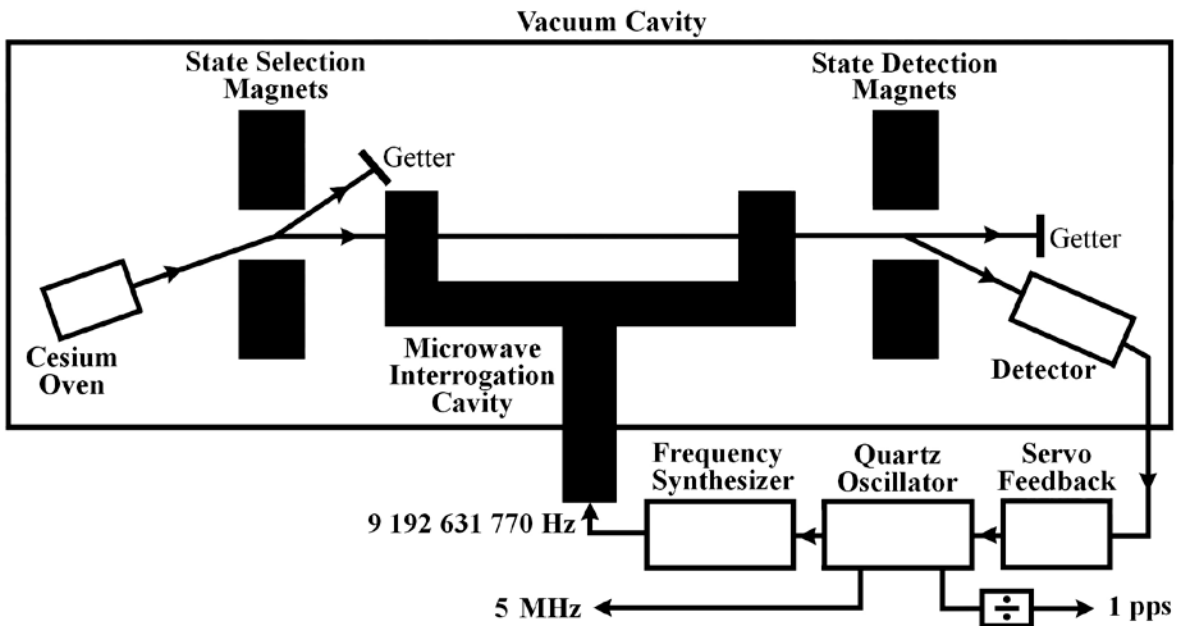 Vacuum Cavity
State Selection
Magnets
State Detection
Magnets
Getter
Getter
Cesium
Oven
Microwave
Interrogation
Cavity
Detector
Frequency
Synthesizer
Quartz
Oscillator
Servo
Feedback
9 192 631 770 Hz
5 MHz
÷
1 pps